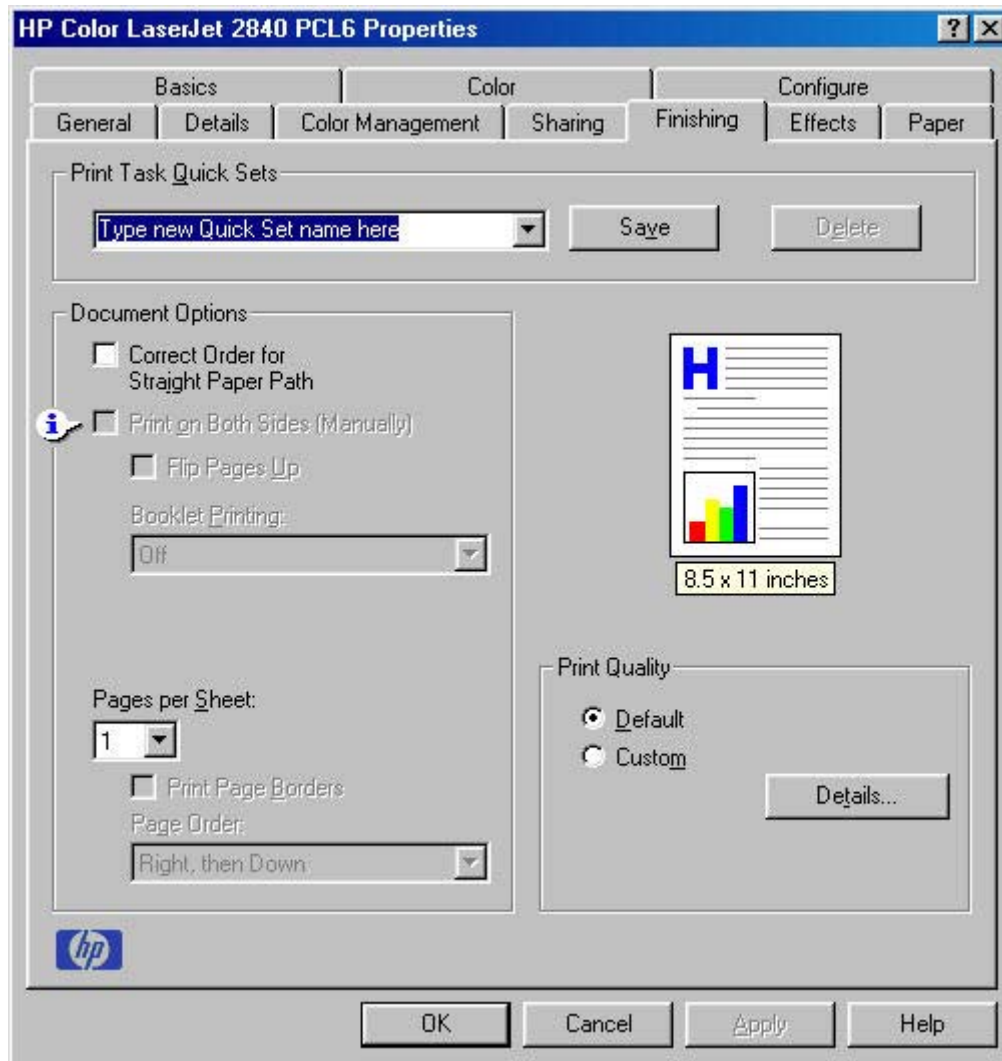 HP Color LaserJet 2840 PCL6 Properties
Basics Color Configure
General Details Color Management Sharing Finishing Effects Paper
Print Task Quick Sets
Type new Quick Set name here Save Delete
Document Options
Correct Order for
Straight Paper Path
Print on Both Sides (Manually)
Flip Pages Up
Booklet Printing:
Off
H
8.5 x 11 inches
Pages per Sheet:
1
Print Page Borders
Page Order:
Right, then Down
Print Quality
Default
Custom
Details...
hp
OK Cancel Apply Help